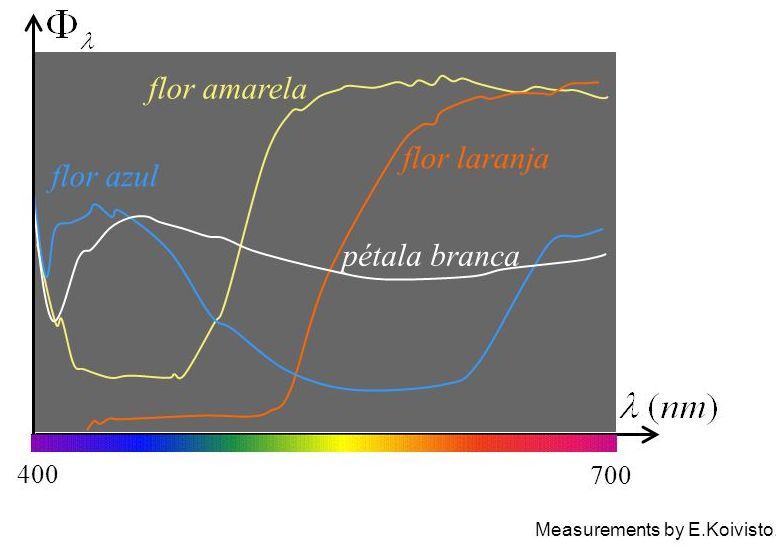 Φλ
flor amarela
flor laranja
flor azul
pétala branca
λ (nm)
400
700
Measurements by E.Koivisto